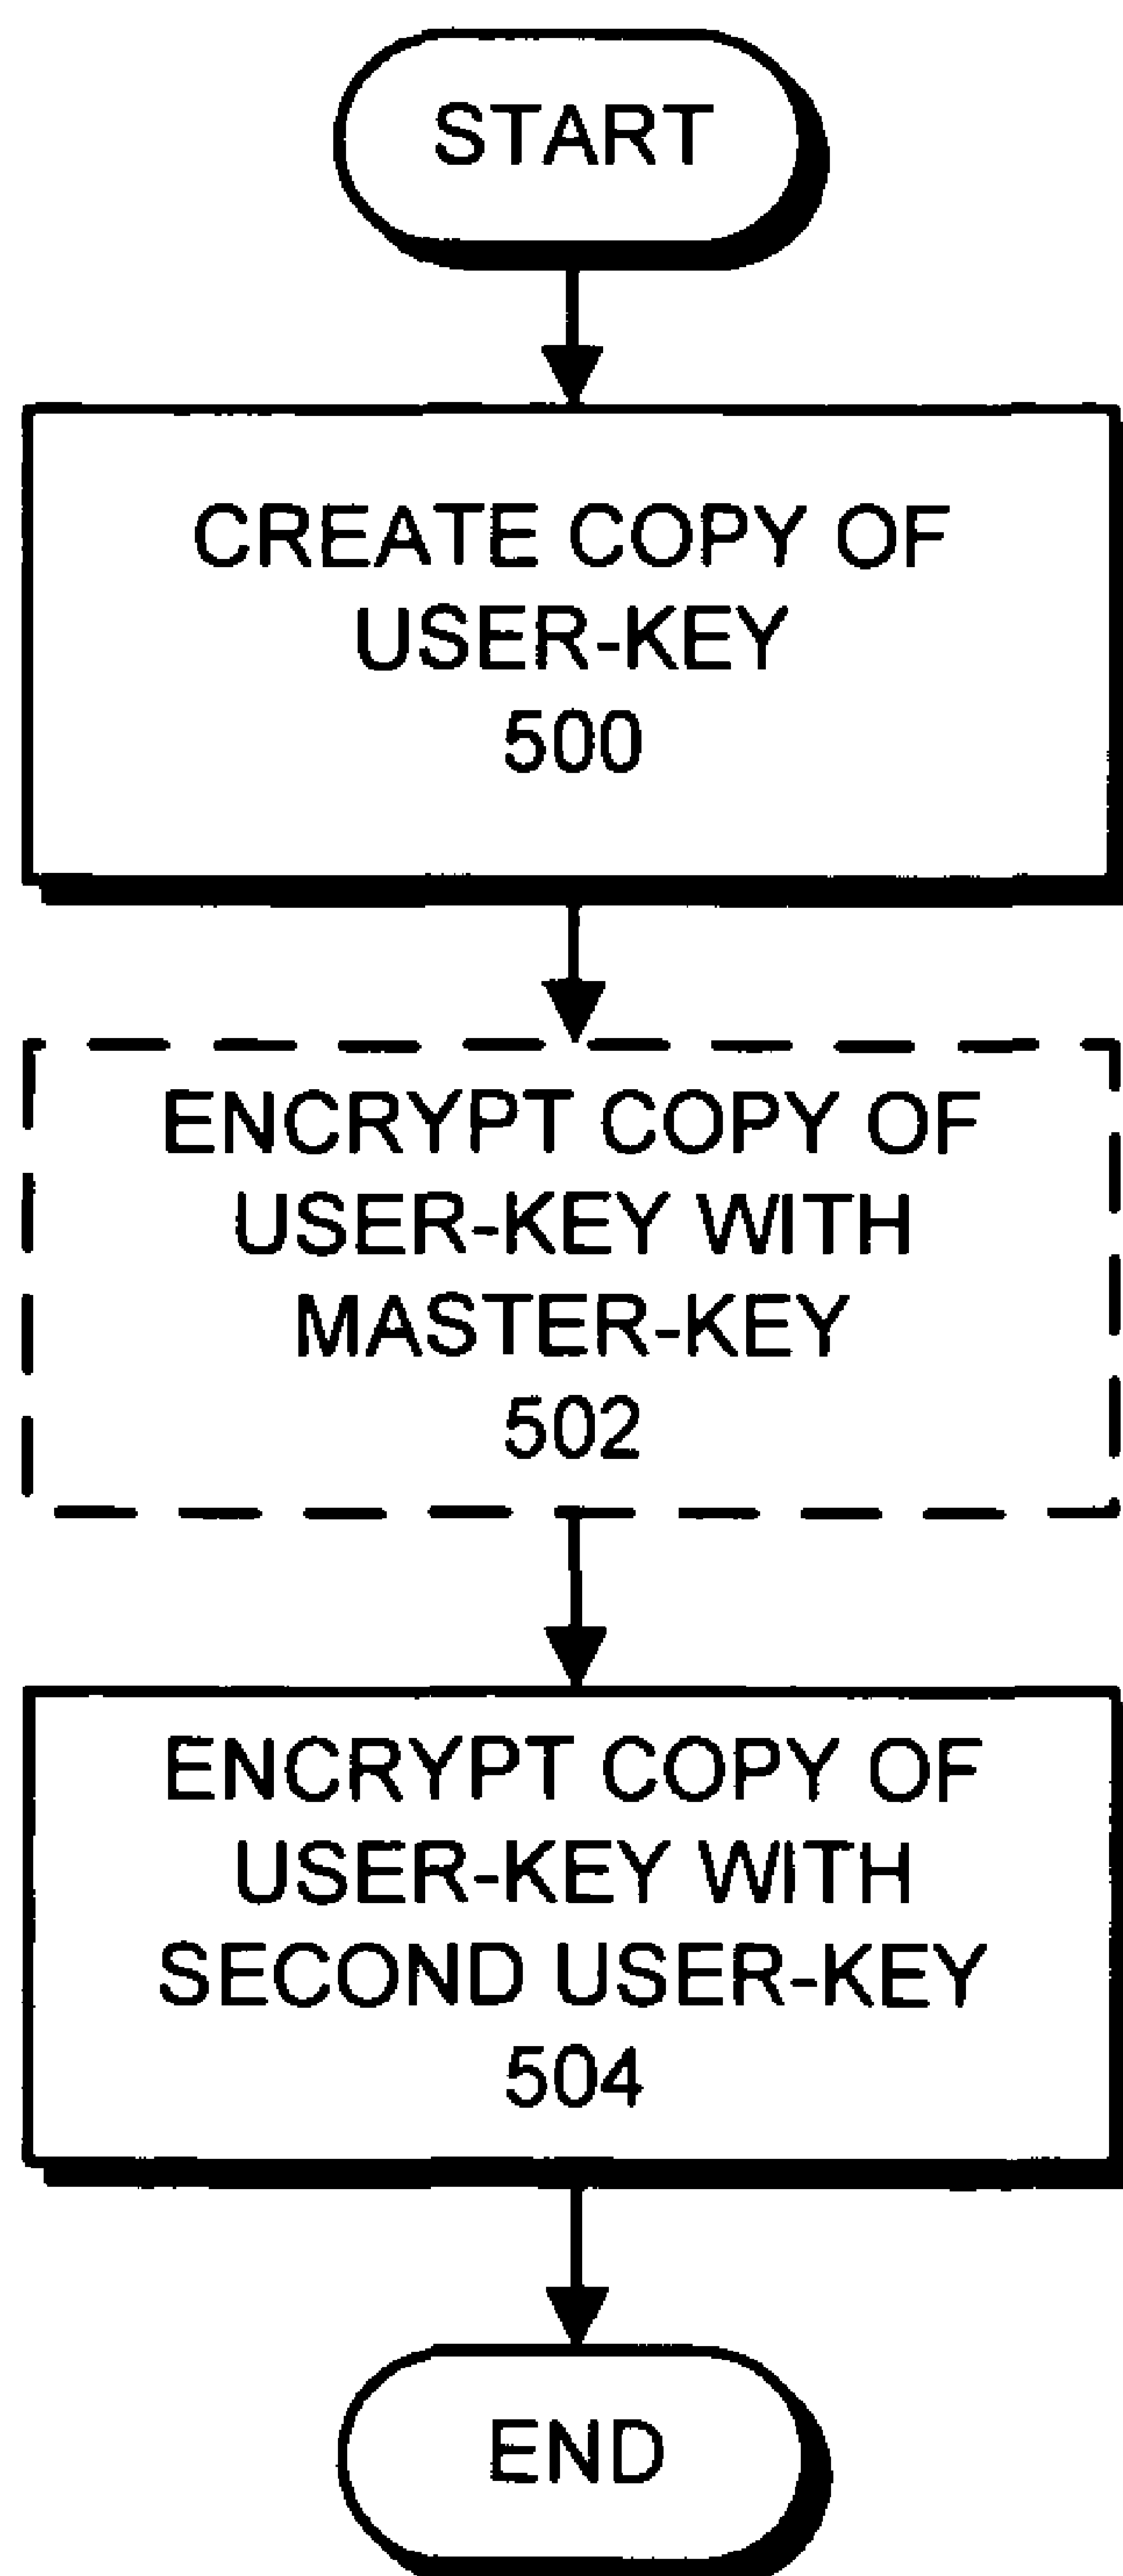 START
CREATE COPY OF
USER-KEY
500
ENCRYPT COPY OF
USER-KEY WITH
MASTER-KEY
502
ENCRYPT COPY OF
USER-KEY WITH
SECOND USER-KEY
504
END